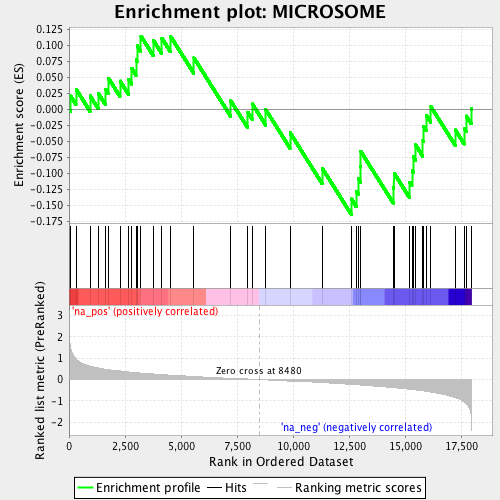 Enrichment plot: MICROSOME
Enrichment score (ES)
0.125
0.100
0.075
0.050
0.025
0.000
-0.025
-0.050
-0.075
-0.100
-0.125
-0.150
-0.175
'na_pos' (positively correlated)
Ranked list metric (PreRanked)
3
2
1
0
-1
-2
Zero cross at 8480
'na_neg' (negatively correlated)
0 2,500 5,000 7,500 10,000 12,500 15,000 17,500
Rank in Ordered Dataset
Enrichment profile Hits Ranking metric scores